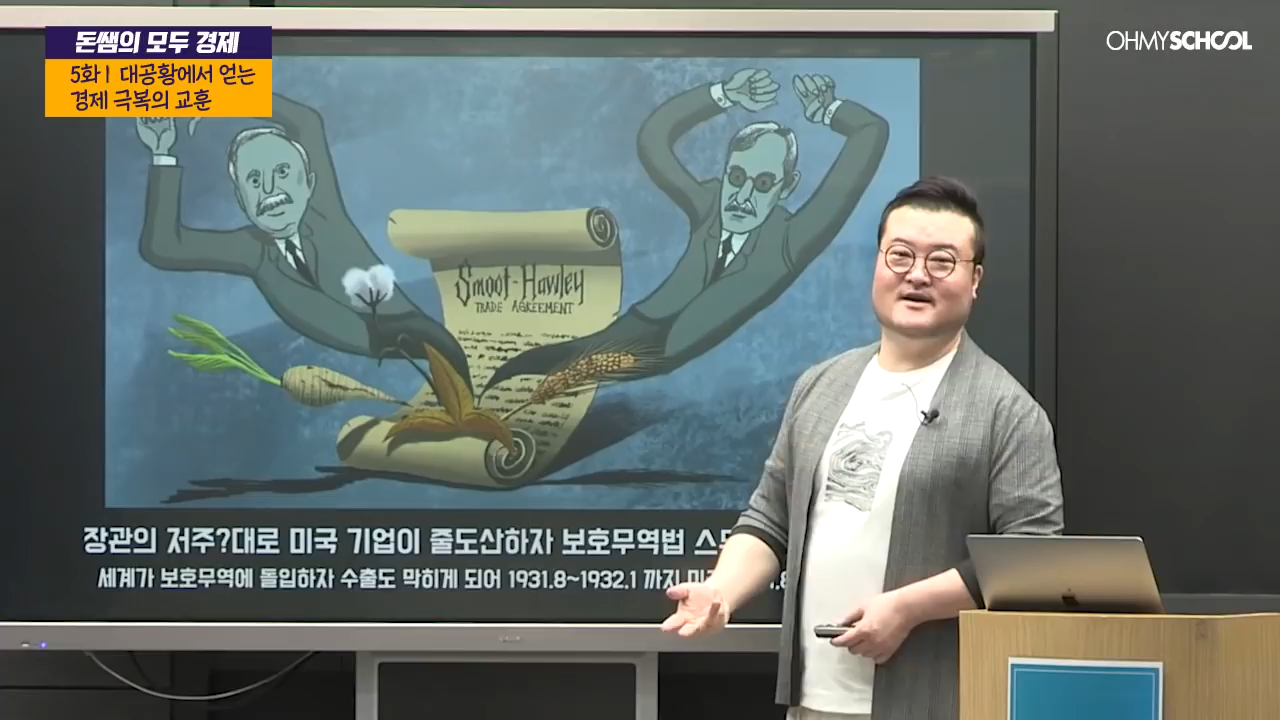 돈쌤의 모두 경제
5화 | 대공황에서 얻는
경제 극복의 교훈
OHMYSCHOOL
Smoot-Hawley
TRADE AGREEMENT
장관의 저주?대로 미국 기업이 줄도산하자 보호무역법
세계가 보호무역에 돌입하자 수출도 막히게 되어 1931.8~1932.1 까지